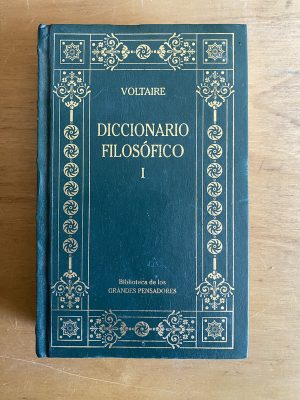 VOLTAIRE
DICCIONARIO
FILOSÓFICO
I
Biblioteca de los
GRANDES PENSADORES